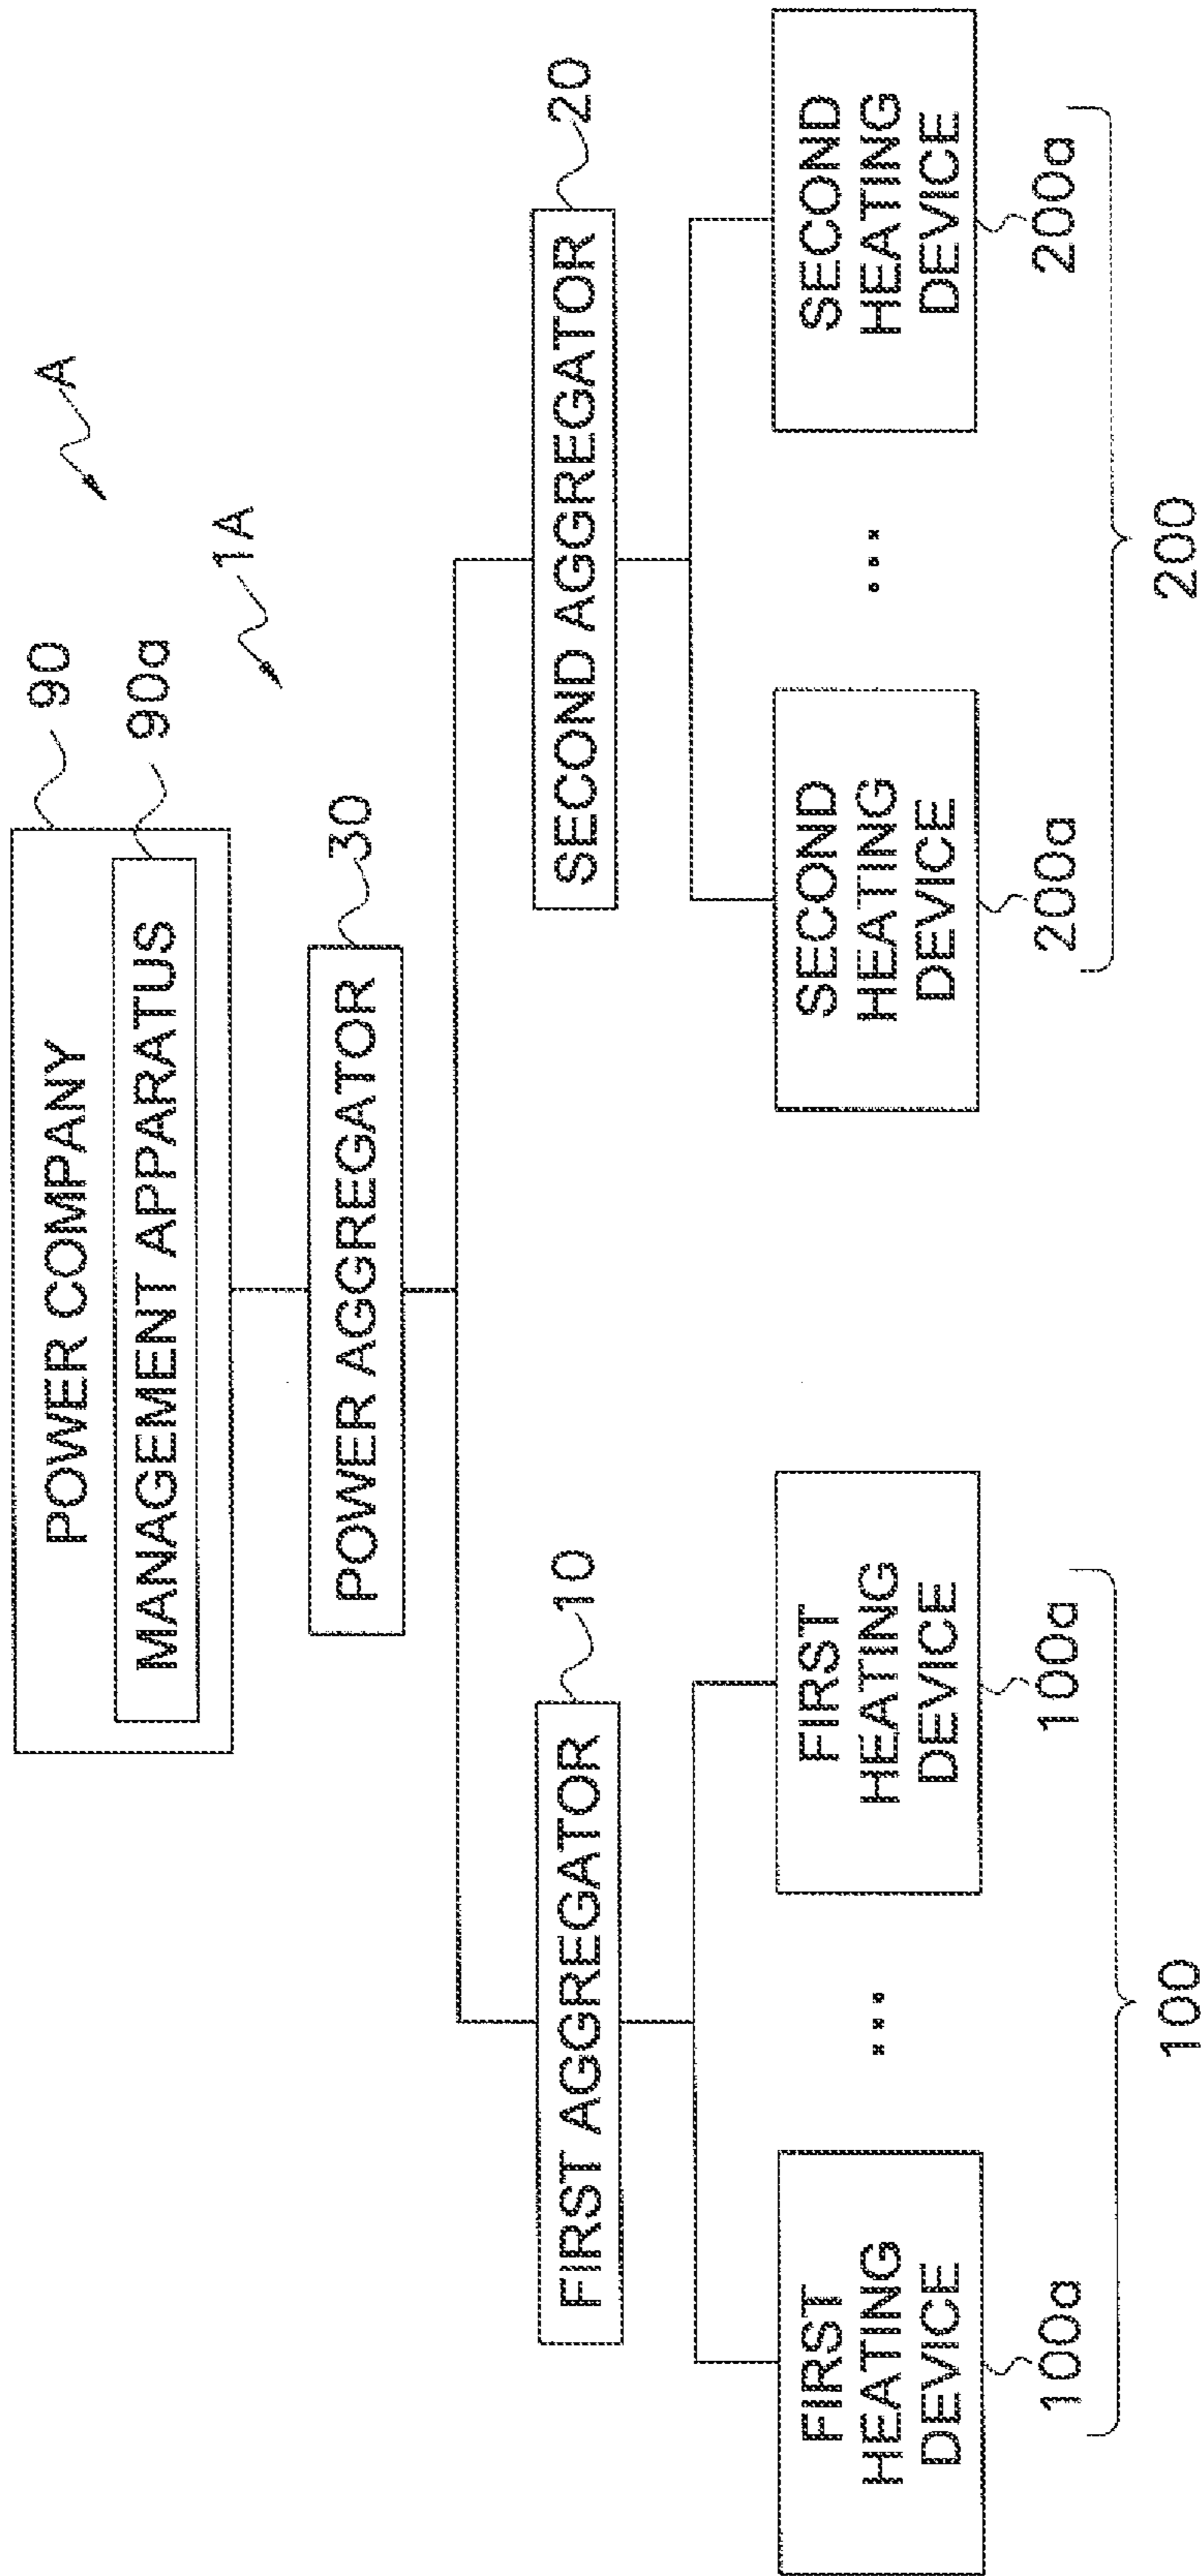 A
1A
90
POWER COMPANY
90a
MANAGEMENT APPARATUS
30
POWER AGGREGATOR
10
FIRST AGGREGATOR
20
SECOND AGGREGATOR
FIRST
HEATING
DEVICE
100a
...
FIRST
HEATING
DEVICE
100a
100
SECOND
HEATING
DEVICE
200a
...
SECOND
HEATING
DEVICE
200a
200